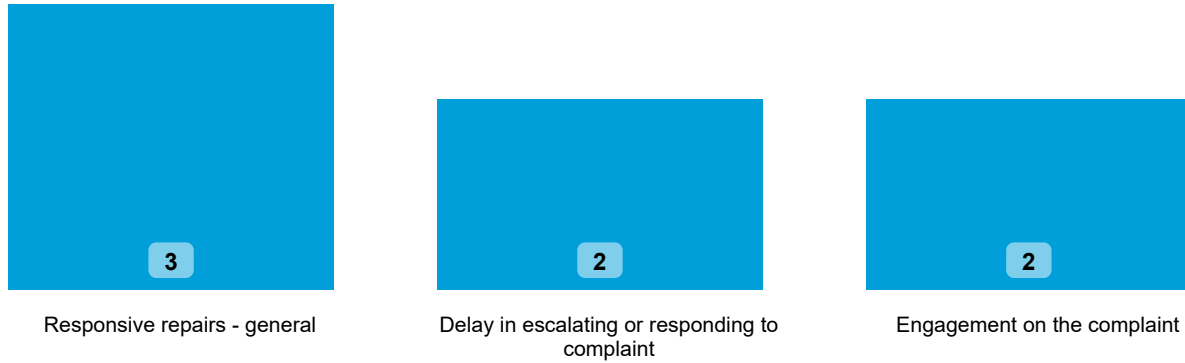 3
2
2
Responsive repairs - general
Delay in escalating or responding to
complaint
Engagement on the complaint